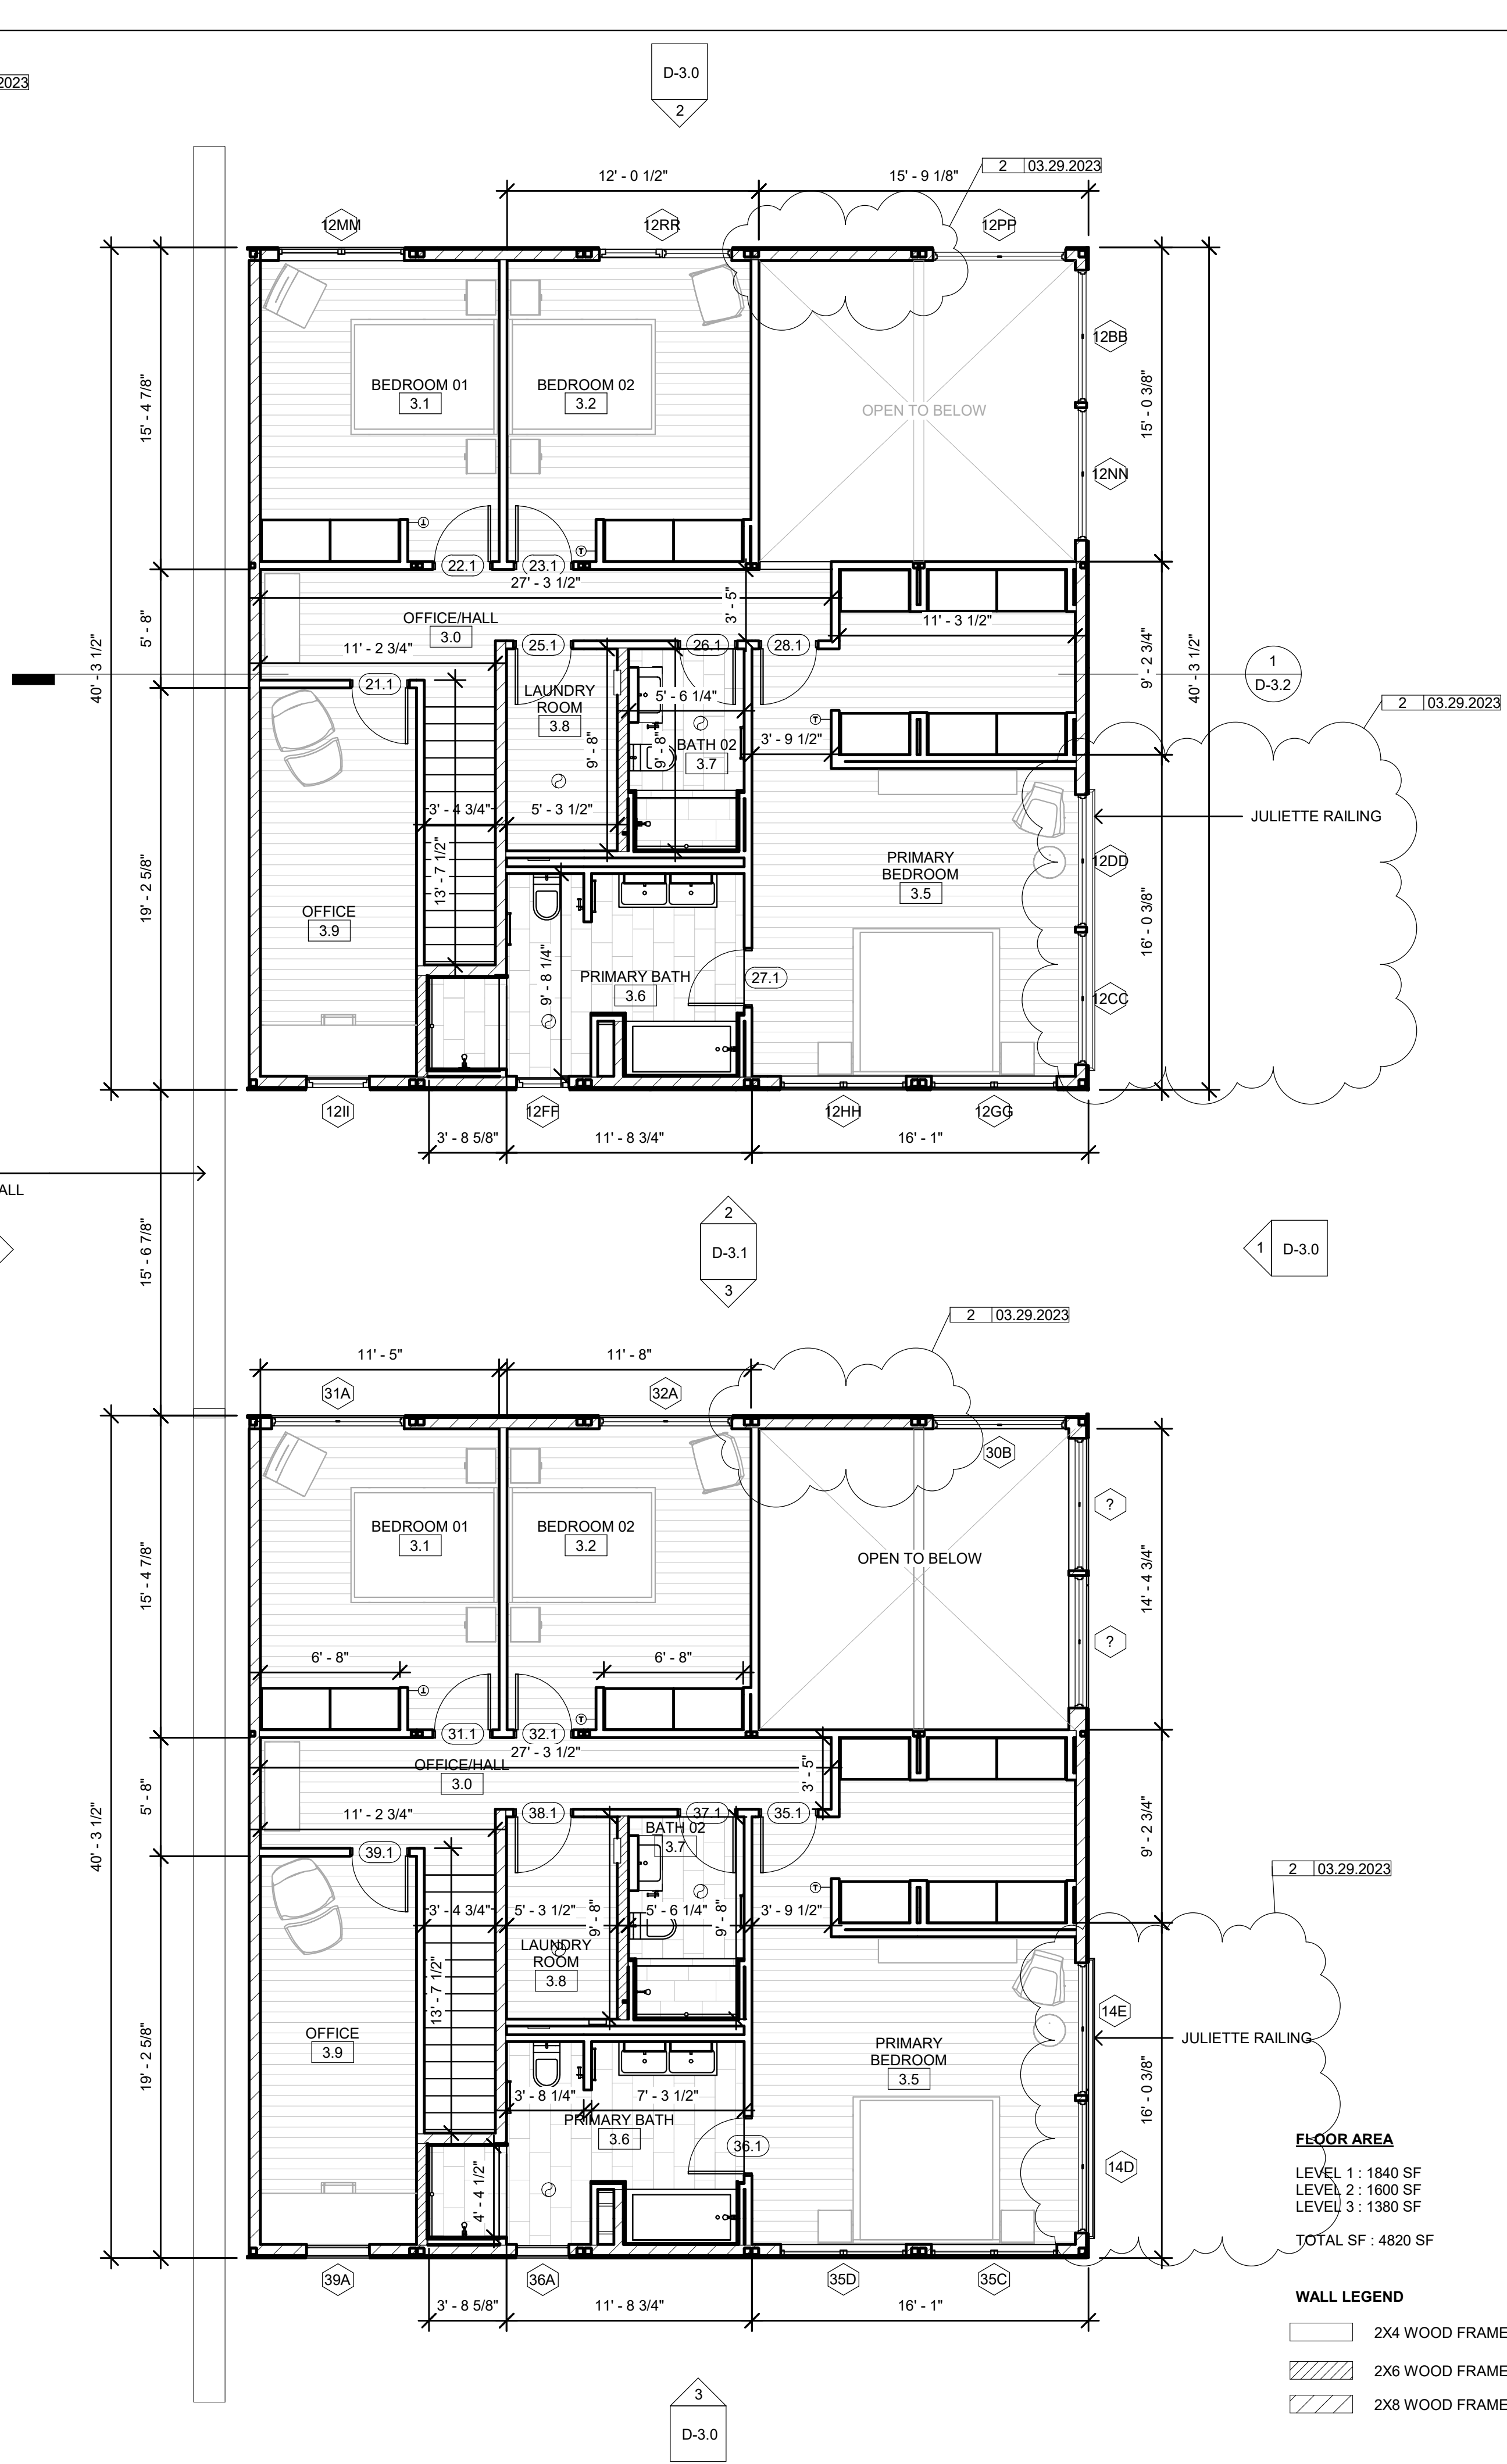 D-3.0
2
2023
2 03.29.2023
12' - 0 1/2"
15' - 9 1/8"
12MM
12RR
12PP
12BB
BEDROOM 01
3.1
BEDROOM 02
3.2
OPEN TO BELOW
15' - 4 7/8"
15' - 0 3/8"
12NN
22.1
23.1
27' - 3 1/2"
3' - 5"
OFFICE/HALL
3.0
11' - 3 1/2"
5' - 8"
40' - 3 1/2"
11' - 2 3/4"
25.1
26.1
28.1
9' - 2 3/4"
40' - 3 1/2"
1
D-3.2
21.1
LAUNDRY
ROOM
3.8
5' - 6 1/4"
2 03.29.2023
9' - 8"
9' - 8"
BATH 02
3.7
3' - 9 1/2"
3' - 4 3/4"
5' - 3 1/2"
JULIETTE RAILING
13' - 7 1/2"
PRIMARY
BEDROOM
3.5
12DD
19' - 2 5/8"
OFFICE
3.9
16' - 0 3/8"
9' - 8 1/4"
PRIMARY BATH
3.6
27.1
12CC
12II
12FF
12HH
12GG
3' - 8 5/8"
11' - 8 3/4"
16' - 1"
ALL
15' - 6 7/8"
2
D-3.1
3
1
D-3.0
2 03.29.2023
11' - 5"
11' - 8"
31A
32A
30B
?
BEDROOM 01
3.1
BEDROOM 02
3.2
OPEN TO BELOW
15' - 4 7/8"
14' - 4 3/4"
?
6' - 8"
6' - 8"
31.1
32.1
27' - 3 1/2"
OFFICE/HALL
3.0
3' - 5"
5' - 8"
40' - 3 1/2"
11' - 2 3/4"
38.1
37.1
35.1
BATH 02
3.7
9' - 2 3/4"
39.1
2 03.29.2023
3' - 4 3/4"
5' - 3 1/2"
9' - 8"
5' - 6 1/4"
9' - 8"
3' - 9 1/2"
LAUNDRY
ROOM
3.8
13' - 7 1/2"
14E
OFFICE
3.9
PRIMARY
BEDROOM
3.5
JULIETTE RAILING
19' - 2 5/8"
3' - 8 1/4"
7' - 3 1/2"
16' - 0 3/8"
PRIMARY BATH
3.6
36.1
14D
4' - 4 1/2"
FLOOR AREA
LEVEL 1 : 1840 SF
LEVEL 2 : 1600 SF
LEVEL 3 : 1380 SF
TOTAL SF : 4820 SF
39A
36A
35D
35C
3' - 8 5/8"
11' - 8 3/4"
16' - 1"
WALL LEGEND
2X4 WOOD FRAME
2X6 WOOD FRAME
2X8 WOOD FRAME
3
D-3.0
T
T
T
T
T
T